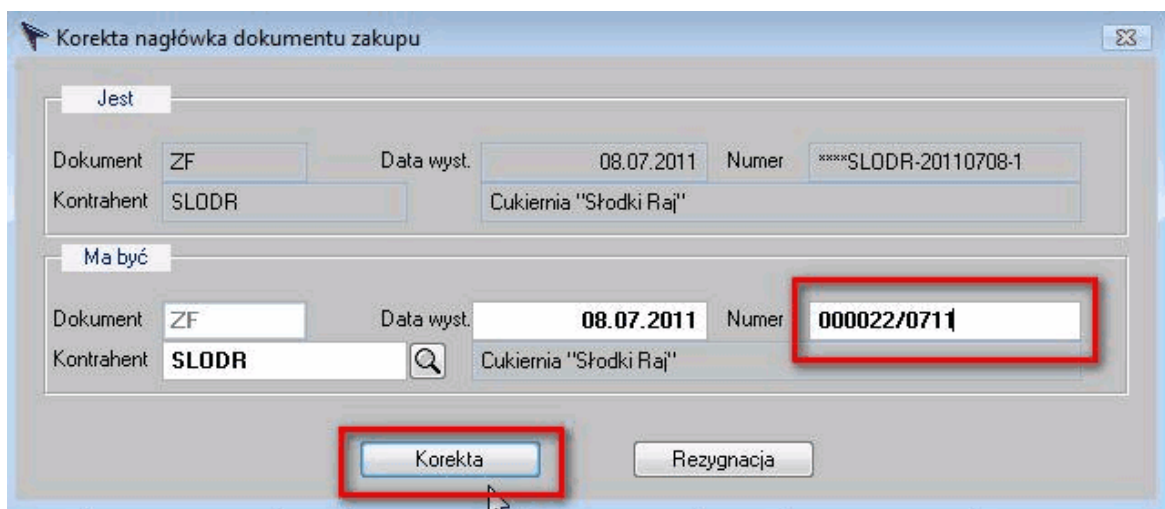 Korekta nagłówka dokumentu zakupu
Jest
Dokument ZF Data wyst. 08.07.2011 Numer ****SLODR-20110708-1
Kontrahent SLODR Cukiernia "Słodki Raj"
Ma być
Dokument ZF Data wyst. 08.07.2011 Numer 000022/0711
Kontrahent SLODR Cukiernia "Słodki Raj"
Korekta Rezygnacja